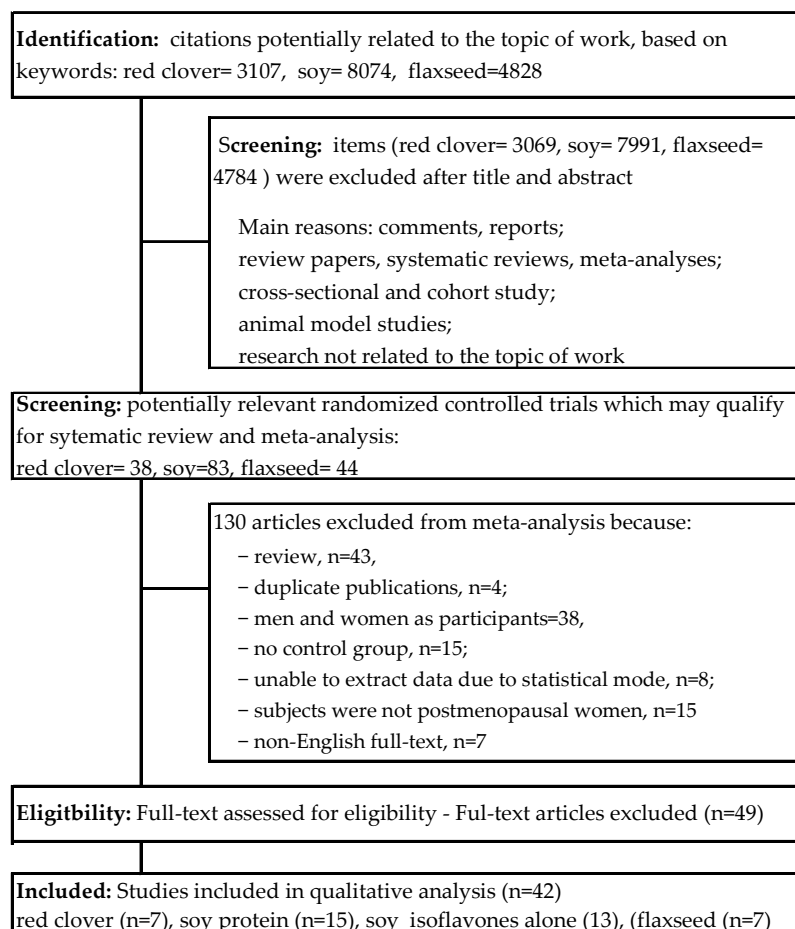 Identification: citations potentially related to the topic of work, based on
keywords: red clover= 3107, soy= 8074, flaxseed=4828
Screening: items (red clover= 3069, soy= 7991, flaxseed=
4784 ) were excluded after title and abstract
Main reasons: comments, reports;
review papers, systematic reviews, meta-analyses;
cross-sectional and cohort study;
animal model studies;
research not related to the topic of work
Screening: potentially relevant randomized controlled trials which may qualify
for sytematic review and meta-analysis:
red clover= 38, soy=83, flaxseed= 44
130 articles excluded from meta-analysis because:
− review, n=43,
− duplicate publications, n=4;
− men and women as participants=38,
− no control group, n=15;
− unable to extract data due to statistical mode, n=8;
− subjects were not postmenopausal women, n=15
− non-English full-text, n=7
Eligitbility: Full-text assessed for eligibility - Ful-text articles excluded (n=49)
Included: Studies included in qualitative analysis (n=42)
red clover (n=7), soy protein (n=15), soy isoflavones alone (13), (flaxseed (n=7)